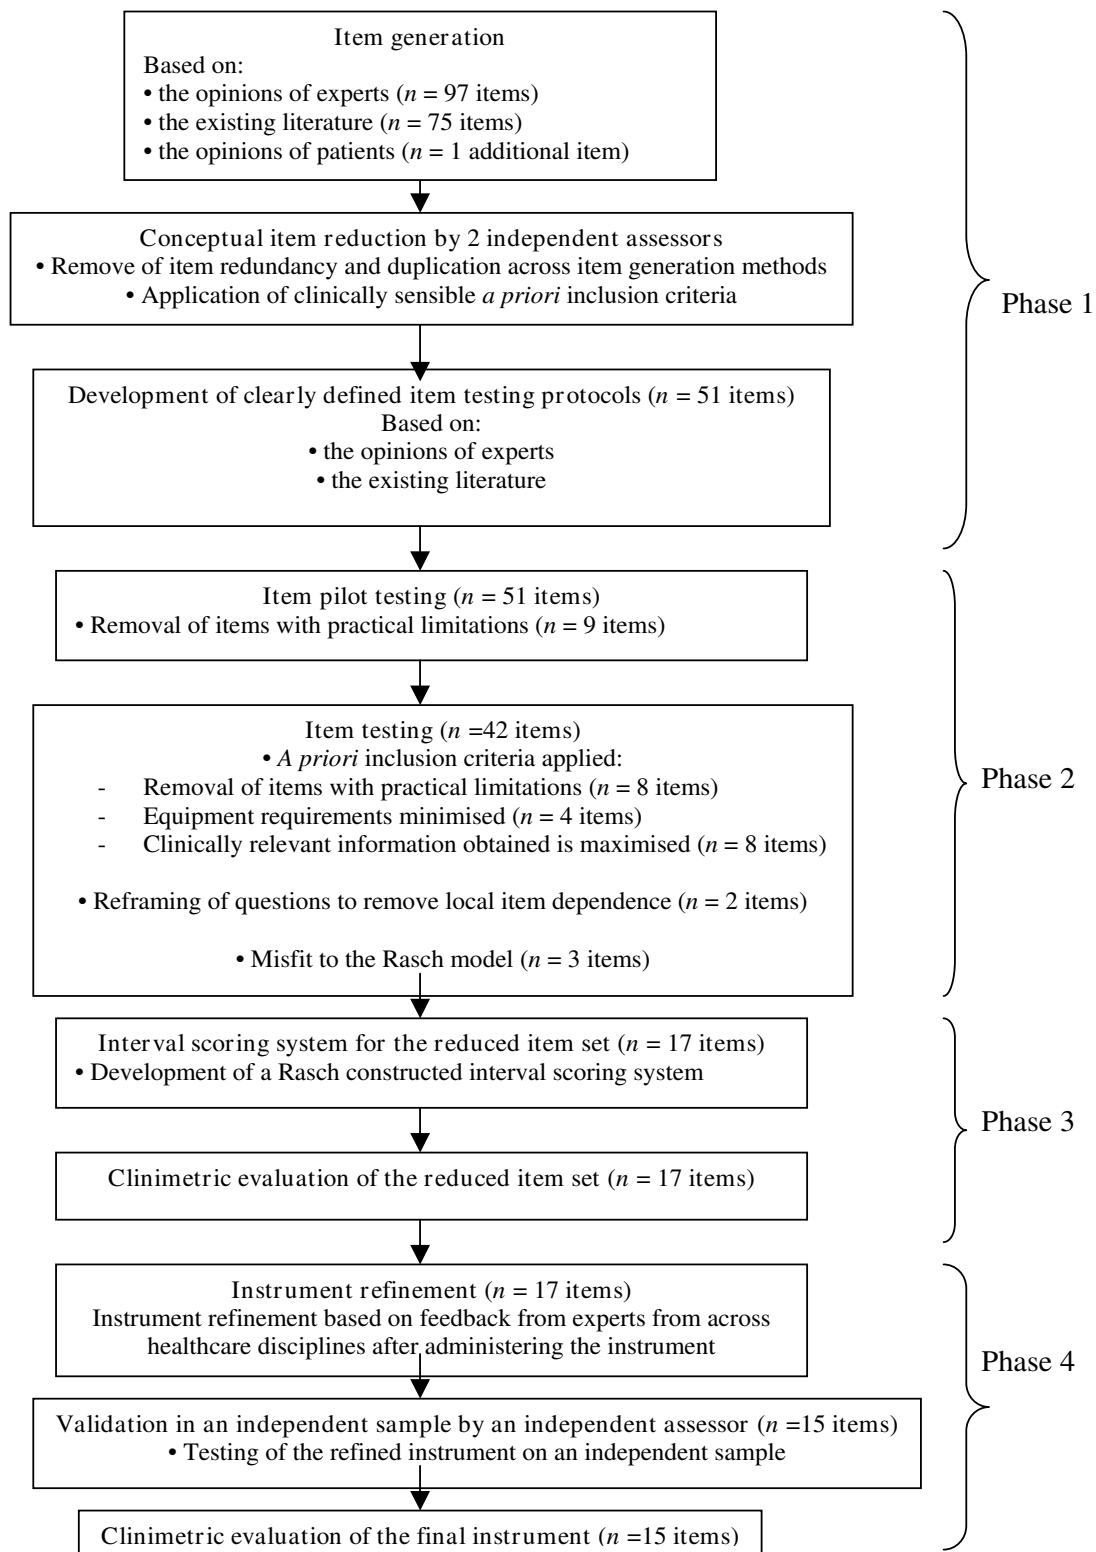 Item generation
Based on:
• the opinions of experts (n = 97 items)
• the existing literature (n = 75 items)
• the opinions of patients (n = 1 additional item)
Conceptual item reduction by 2 independent assessors
• Remove of item redundancy and duplication across item generation methods
• Application of clinically sensible a priori inclusion criteria
Phase 1
Development of clearly defined item testing protocols (n = 51 items)
Based on:
• the opinions of experts
• the existing literature
Item pilot testing (n = 51 items)
• Removal of items with practical limitations (n = 9 items)
Item testing (n =42 items)
• A priori inclusion criteria applied:
- Removal of items with practical limitations (n = 8 items)
- Equipment requirements minimised (n = 4 items)
- Clinically relevant information obtained is maximised (n = 8 items)
• Reframing of questions to remove local item dependence (n = 2 items)
• Misfit to the Rasch model (n = 3 items)
Phase 2
Interval scoring system for the reduced item set (n = 17 items)
• Development of a Rasch constructed interval scoring system
Clinimetric evaluation of the reduced item set (n = 17 items)
Phase 3
Instrument refinement (n = 17 items)
Instrument refinement based on feedback from experts from across
healthcare disciplines after administering the instrument
Phase 4
Validation in an independent sample by an independent assessor (n =15 items)
• Testing of the refined instrument on an independent sample
Clinimetric evaluation of the final instrument (n =15 items)